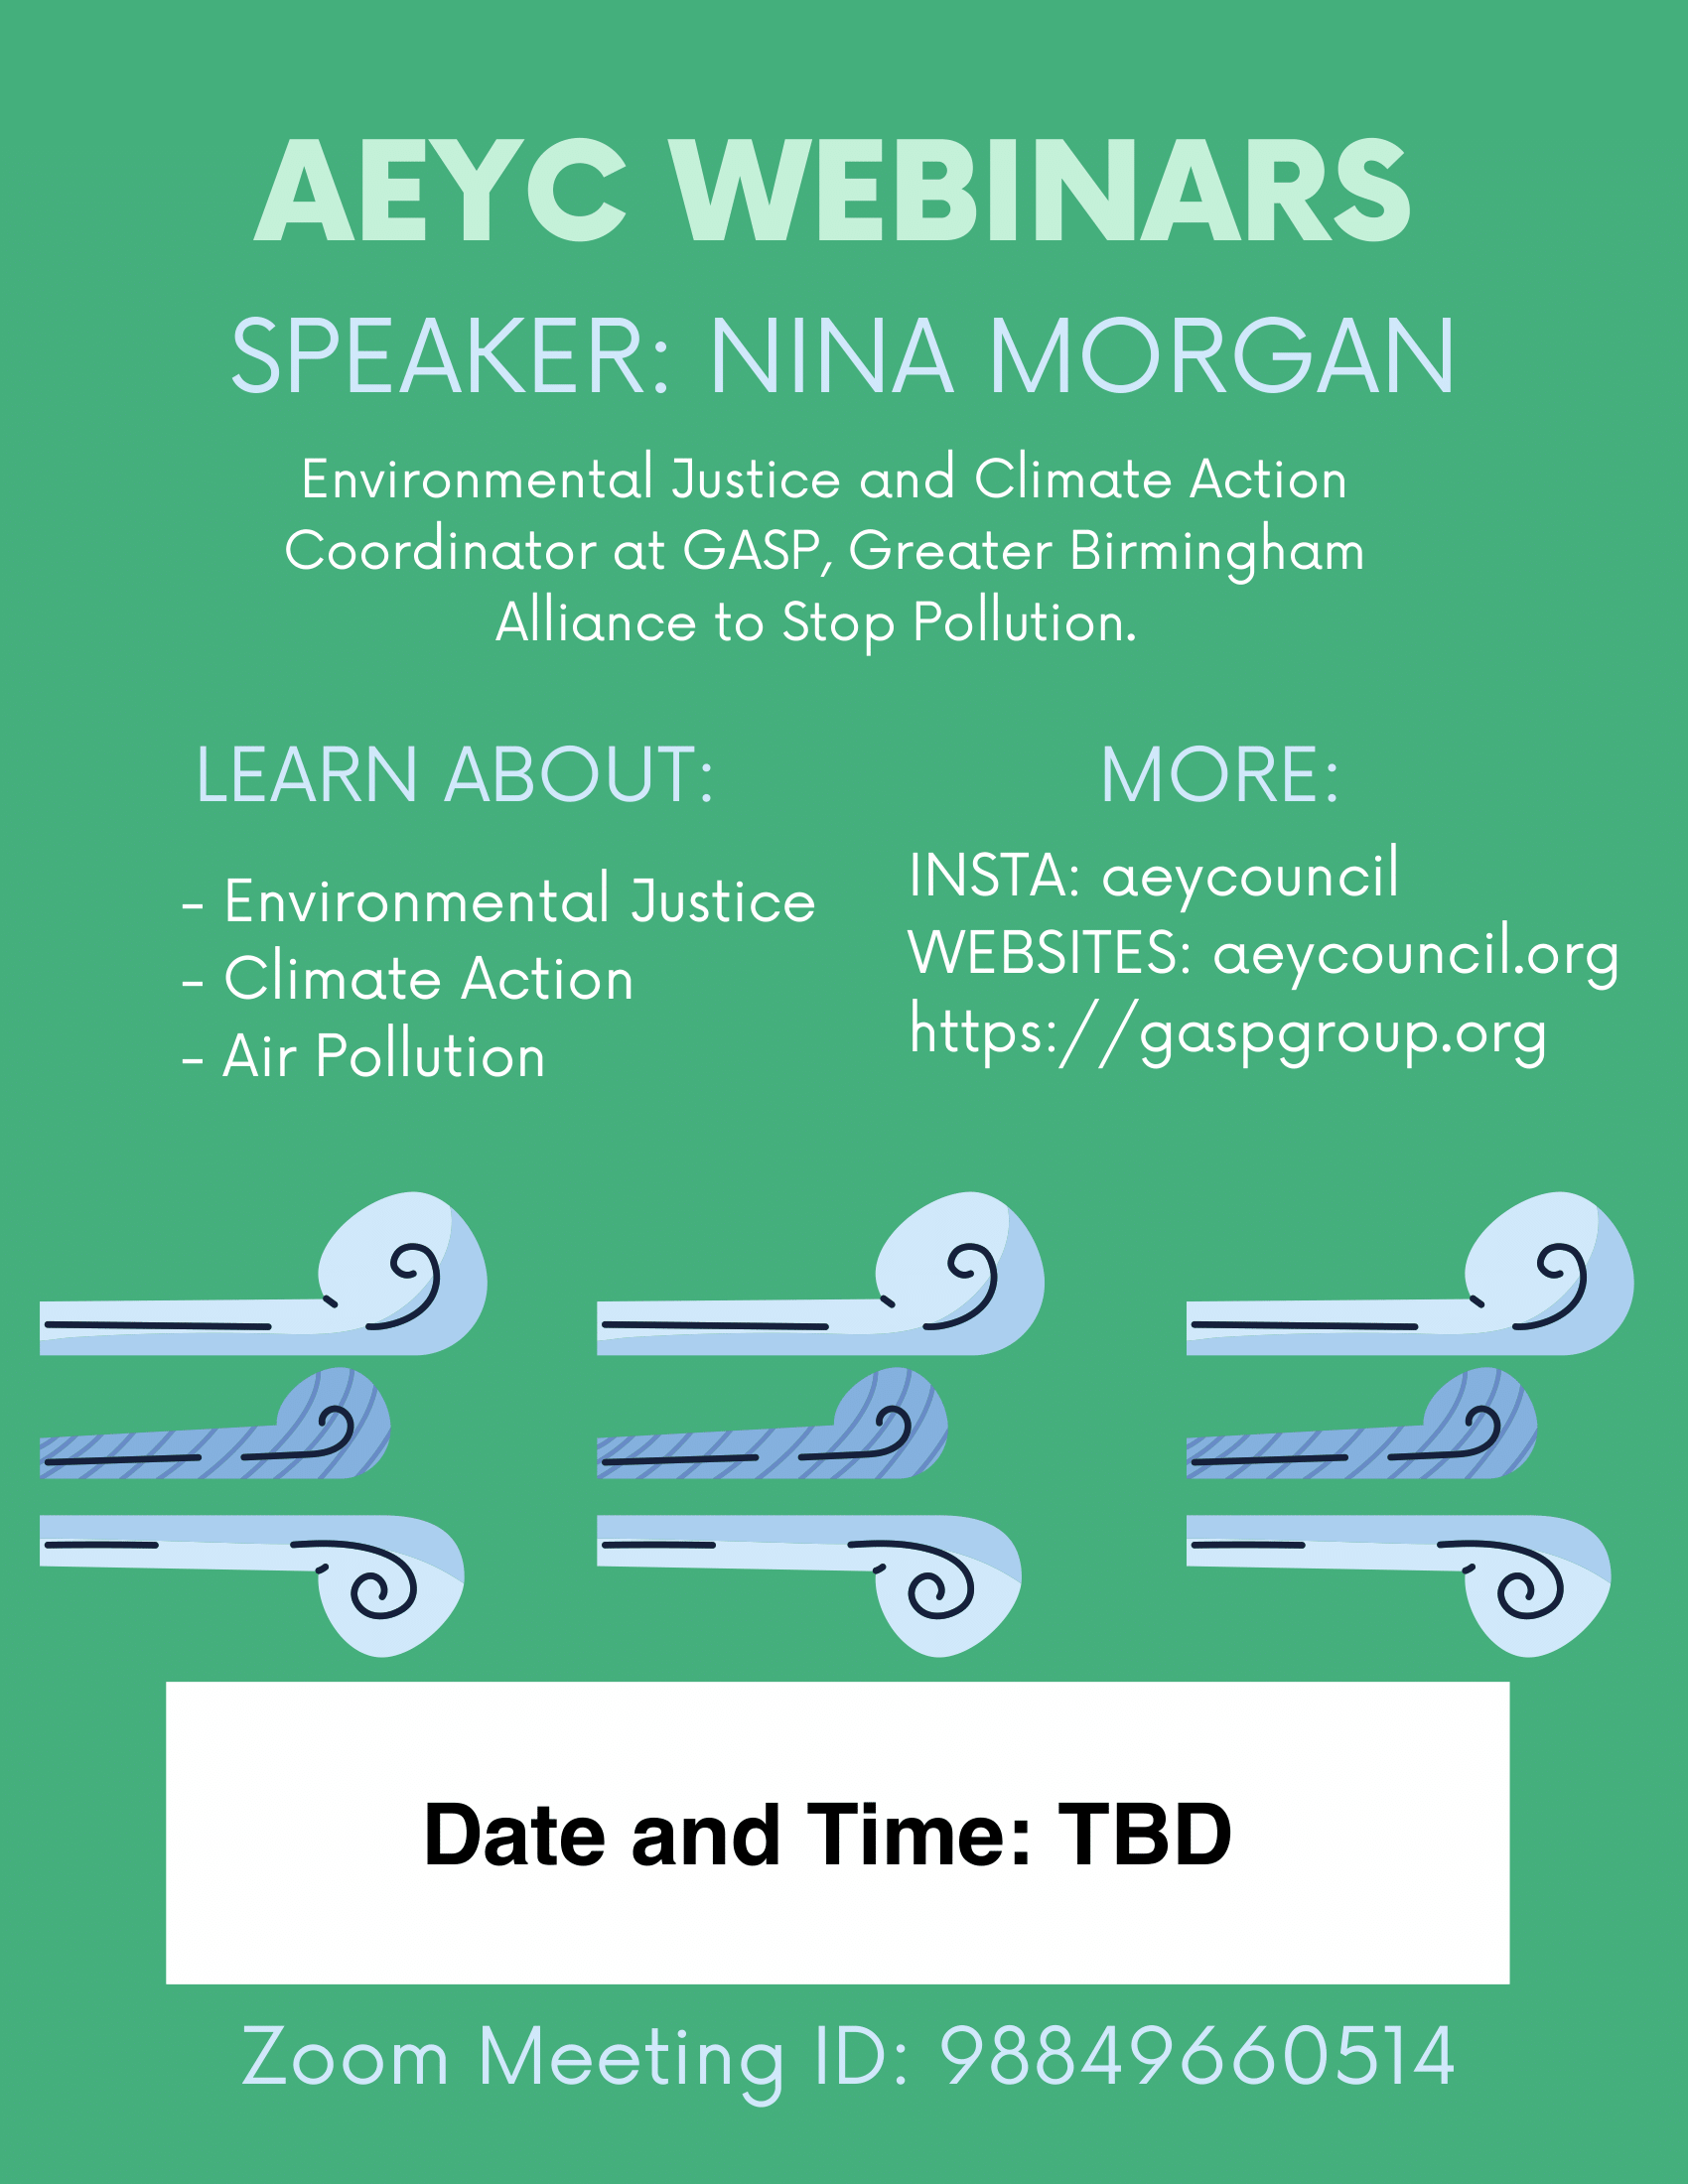 AEYC WEBINARS
SPEAKER: NINA MORGAN
Environmental Justice and Climate Action
Coordinator at GASP, Greater Birmingham
Alliance to Stop Pollution.
LEARN ABOUT:
- Environmental Justice
- Climate Action
- Air Pollution
MORE:
INSTA: aeycouncil
WEBSITES: aeycouncil.org
https://gaspgroup.org
Date and Time: TBD
Zoom Meeting ID: 98849660514